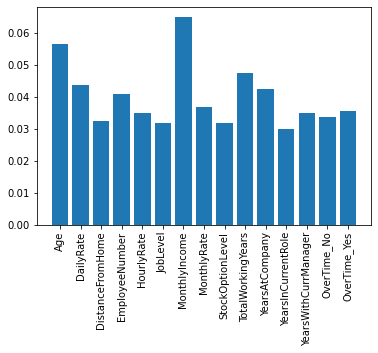 0.06
0.05
0.04
0.03
0.02
0.01
0.00
Age
DailyRate
DistanceFromHome
EmployeeNumber
HourlyRate
JobLevel
MonthlyIncome
MonthlyRate
StockOptionLevel
TotalWorkingYears
YearsAtCompany
YearsInCurrentRole
YearsWithCurrManager
OverTime_No
OverTime_Yes